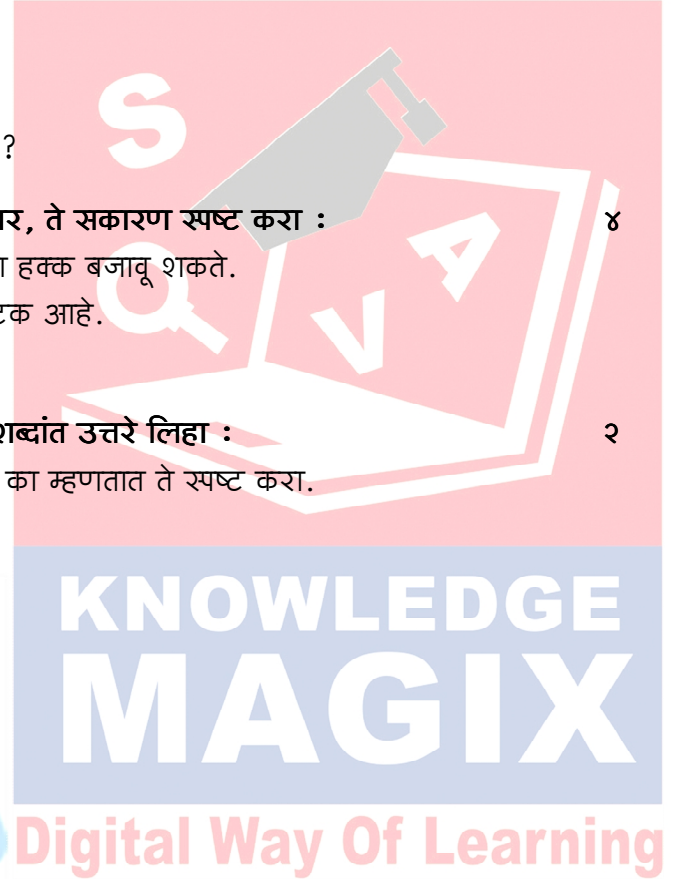 ?
र, ते सकारण स्पष्ट करा : ४
ा हक्क बजावू शकते.
टक आहे.
शब्दांत उत्तरे लिहा : २
का म्हणतात ते स्पष्ट करा.
S
V
A
KNOWLEDGE
MAGIX
Digital Way Of Learning